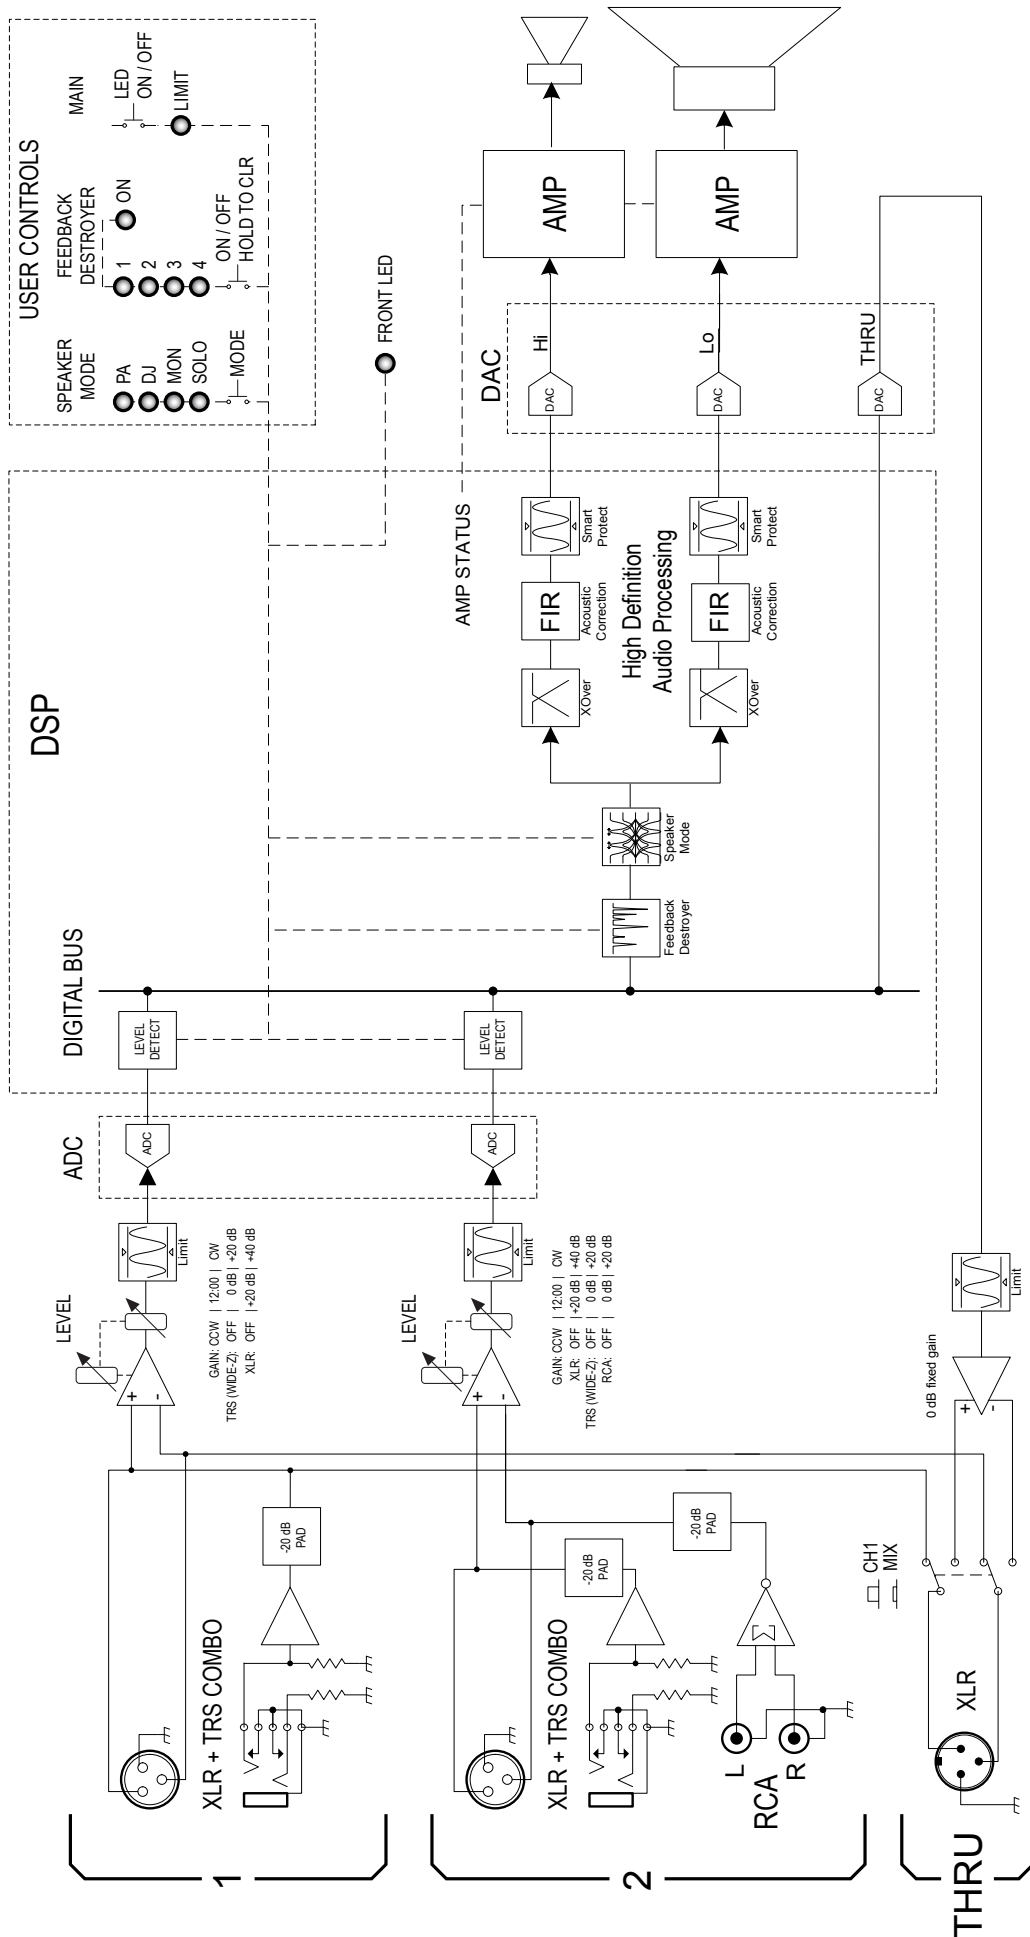 USER CONTROLS
SPEAKER
MODE
PA
DJ
MON
SOLO
MODE
FEEDBACK
DESTROYER
ON
1
2
3
4
ON / OFF
HOLD TO CLR
MAIN
LED
ON / OFF
LIMIT
FRONT LED
DSP
DIGITAL BUS
LEVEL
DETECT
LEVEL
DETECT
Feedback
Destroyer
Speaker
Mode
XOver
FIR
Acoustic
Correction
Smart
Protect
High Definition
Audio Processing
XOver
FIR
Acoustic
Correction
Smart
Protect
AMP STATUS
DAC
DAC
Hi
DAC
Lo
DAC
THRU
AMP
AMP
ADC
ADC
ADC
LEVEL
+
-
Limit
GAIN: CCW | 12:00 | CW
TRS (WIDE-Z): OFF | 0 dB | +20 dB
XLR: OFF | +20 dB | +40 dB
LEVEL
+
-
Limit
GAIN: CCW | 12:00 | CW
XLR: OFF | +20 dB | +40 dB
TRS (WIDE-Z): OFF | 0 dB | +20 dB
RCA: OFF | 0 dB | +20 dB
1
XLR + TRS COMBO
-20 dB
PAD
2
XLR + TRS COMBO
-20 dB
PAD
-20 dB
PAD
RCA
L
R
Σ
THRU
XLR
CH1
MIX
0 dB fixed gain
+
-
Limit